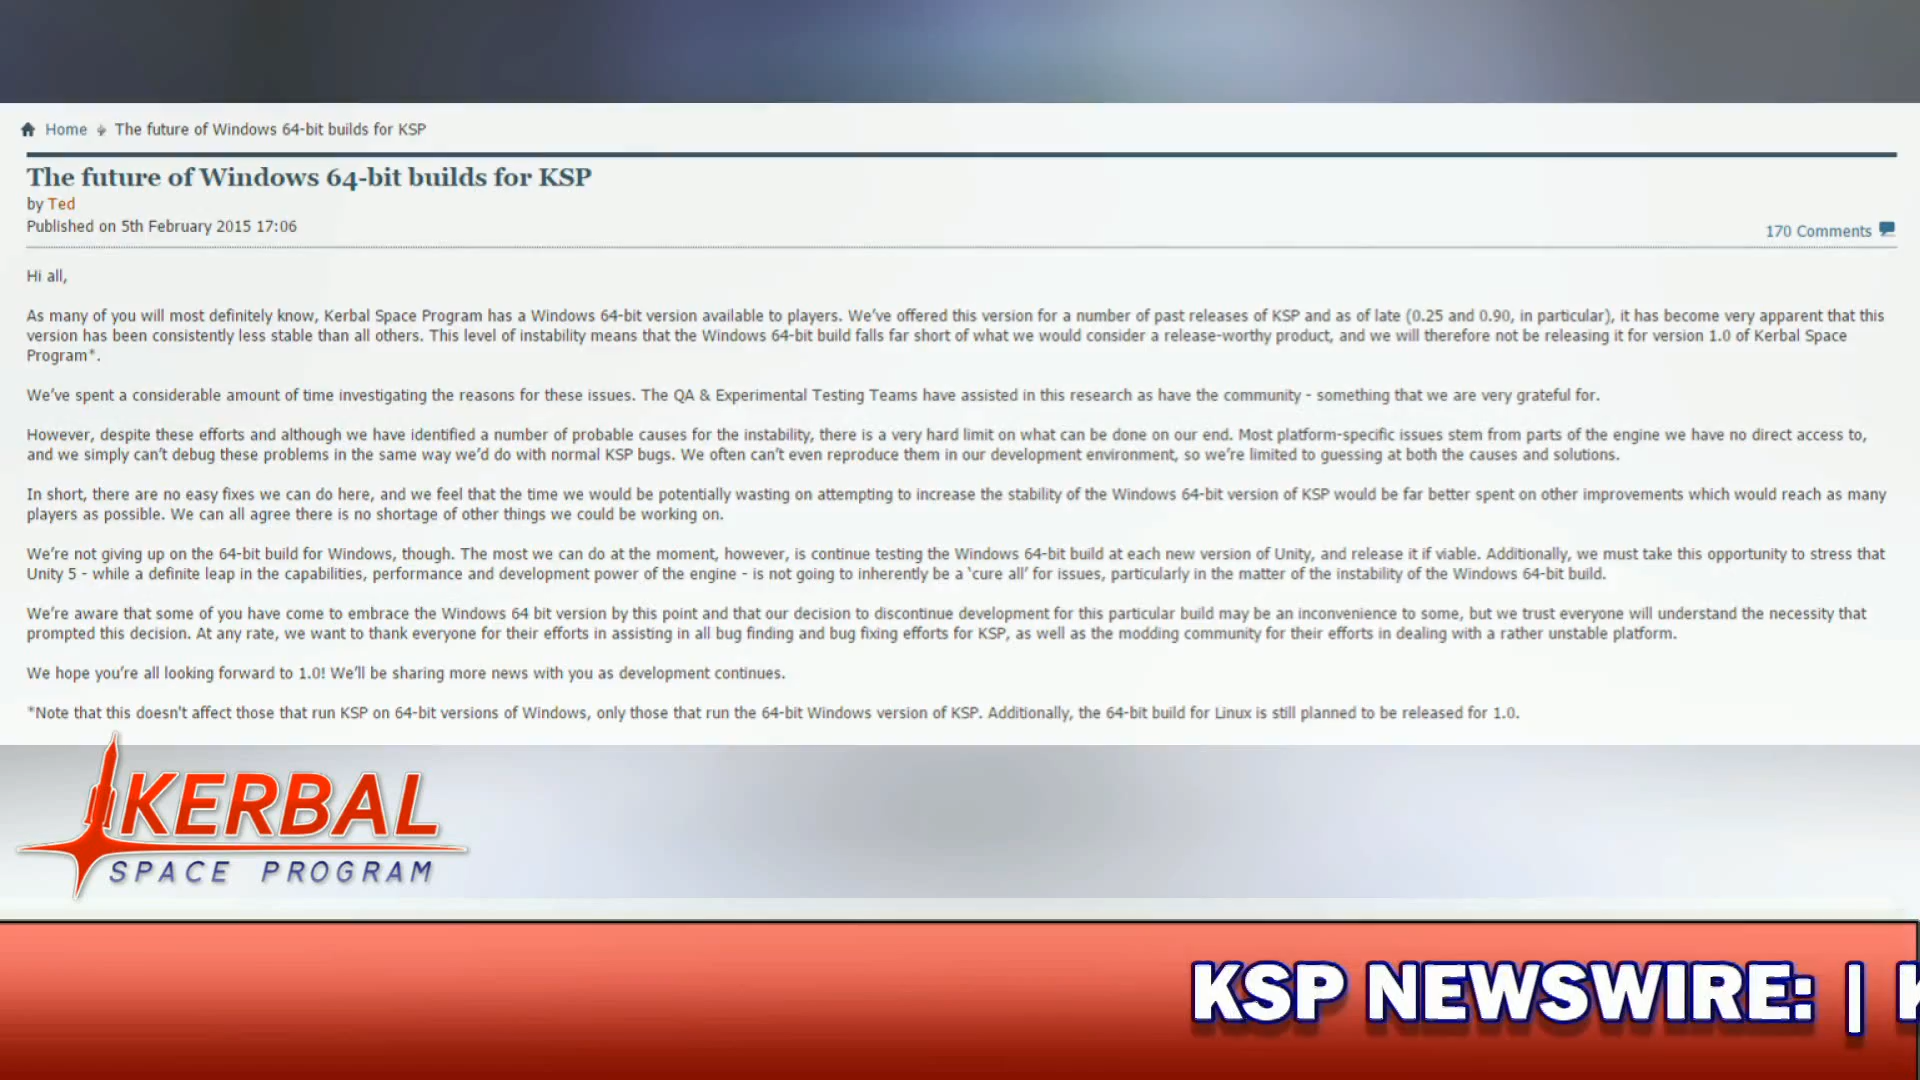 Home The future of Windows 64-bit builds for KSP
The future of Windows 64-bit builds for KSP
by Ted
Published on 5th February 2015 17:06
170 Comments
Hi all,
As many of you will most definitely know, Kerbal Space Program has a Windows 64-bit version available to players. We've offered this version for a number of past releases of KSP and as of late (0.25 and 0.90, in particular), it has become very apparent that this
version has been consistently less stable than all others. This level of instability means that the Windows 64-bit build falls far short of what we would consider a release-worthy product, and we will therefore not be releasing it for version 1.0 of Kerbal Space
Program*.
We've spent a considerable amount of time investigating the reasons for these issues. The QA & Experimental Testing Teams have assisted in this research as have the community - something that we are very grateful for.
However, despite these efforts and although we have identified a number of probable causes for the instability, there is a very hard limit on what can be done on our end. Most platform-specific issues stem from parts of the engine we have no direct access to,
and we simply can't debug these problems in the same way we'd do with normal KSP bugs. We often can't even reproduce them in our development environment, so we're limited to guessing at both the causes and solutions.
In short, there are no easy fixes we can do here, and we feel that the time we would be potentially wasting on attempting to increase the stability of the Windows 64-bit version of KSP would be far better spent on other improvements which would reach as many
players as possible. We can all agree there is no shortage of other things we could be working on.
We're not giving up on the 64-bit build for Windows, though. The most we can do at the moment, however, is continue testing the Windows 64-bit build at each new version of Unity, and release it if viable. Additionally, we must take this opportunity to stress that
Unity 5 - while a definite leap in the capabilities, performance and development power of the engine - is not going to inherently be a 'cure all' for issues, particularly in the matter of the instability of the Windows 64-bit build.
We're aware that some of you have come to embrace the Windows 64 bit version by this point and that our decision to discontinue development for this particular build may be an inconvenience to some, but we trust everyone will understand the necessity that
prompted this decision. At any rate, we want to thank everyone for their efforts in assisting in all bug finding and bug fixing efforts for KSP, as well as the modding community for their efforts in dealing with a rather unstable platform.
We hope you're all looking forward to 1.0! We'll be sharing more news with you as development continues.
*Note that this doesn't affect those that run KSP on 64-bit versions of Windows, only those that run the 64-bit Windows version of KSP. Additionally, the 64-bit build for Linux is still planned to be released for 1.0.
KERBAL
SPACE PROGRAM
KSP NEWSWIRE: |